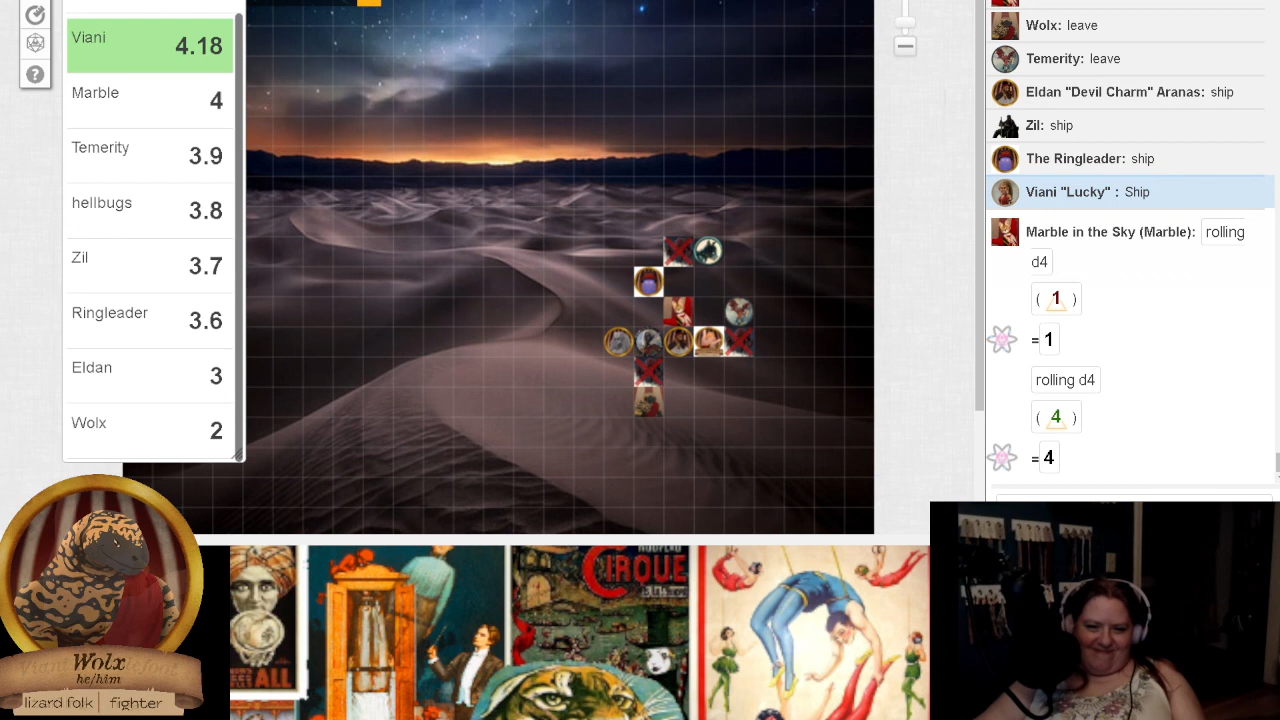 Viani
4.18
Marble
4
Temerity
3.9
hellbugs
3.8
Zil
3.7
Ringleader
3.6
Eldan
3
Wolx
2
Wolx: leave
Temerity: leave
Eldan "Devil Charm" Aranas: ship
Zil: ship
The Ringleader: ship
Viani "Lucky" : Ship
Marble in the Sky (Marble): rolling
d4
( 1 )
= 1
rolling d4
( 4 )
= 4
Wolx
he/him
lizard folk | fighter
ALL
CIRQUE